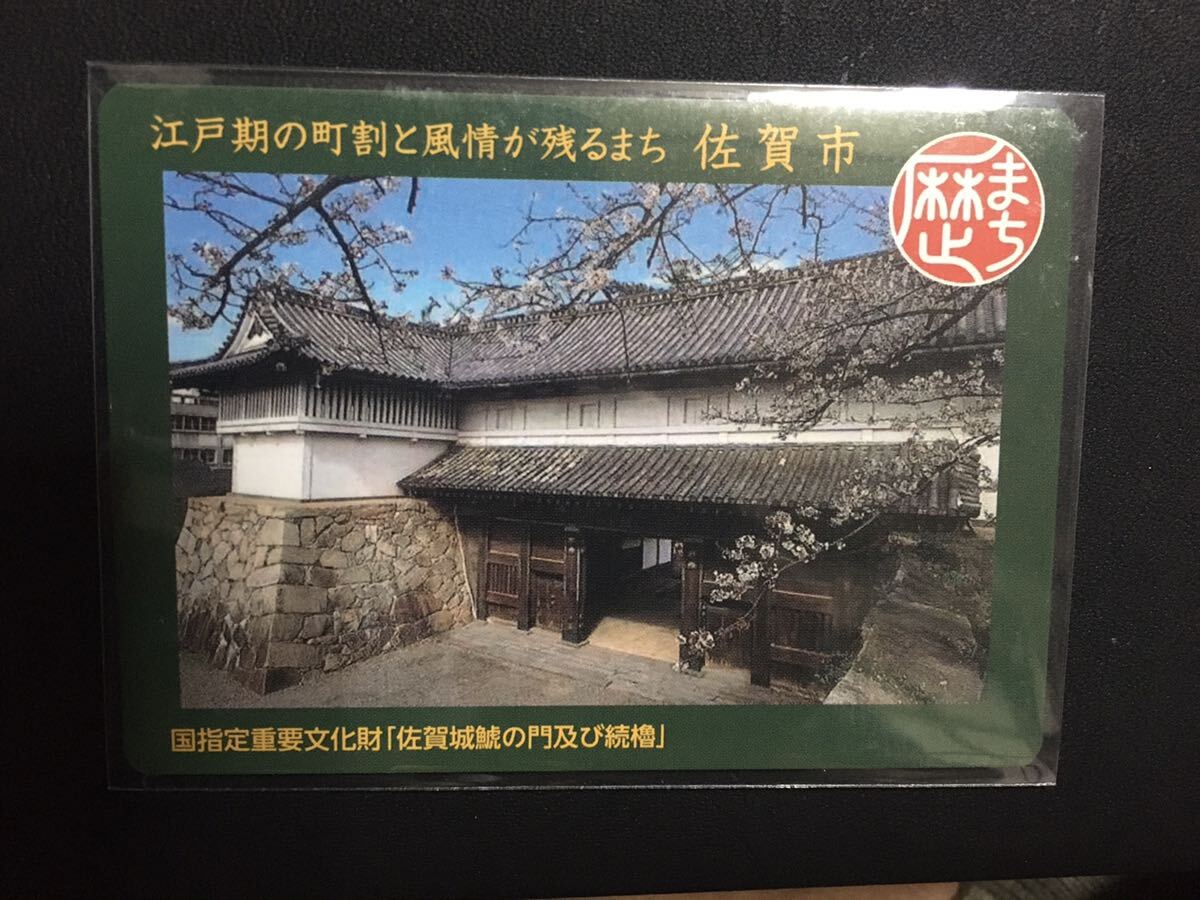 江戸期の町割と風情が残るまち 佐賀市
歴まち
国指定重要文化財「佐賀城鯱の門及び続櫓」